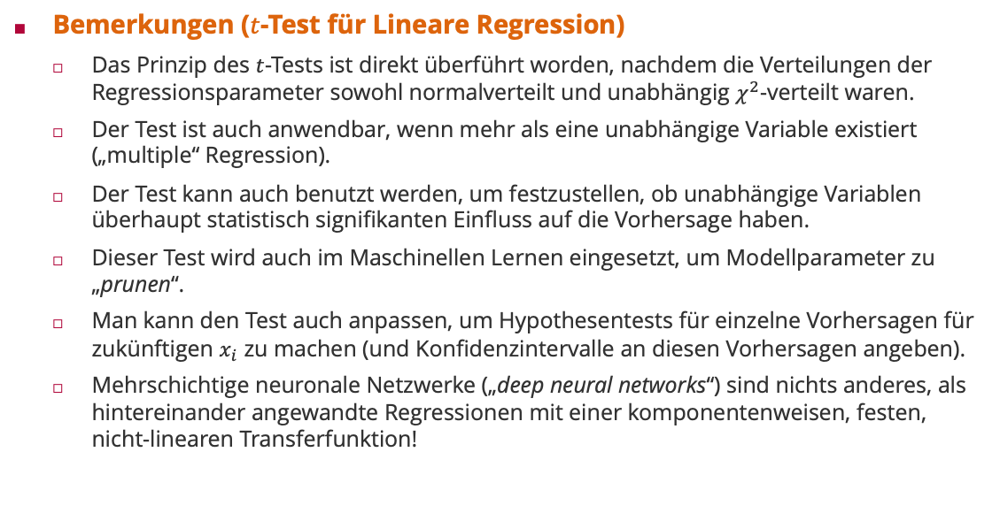 Bemerkungen (t-Test für Lineare Regression)
Das Prinzip des t-Tests ist direkt überführt worden, nachdem die Verteilungen der
Regressionsparameter sowohl normalverteilt und unabhängig χ²-verteilt waren.
Der Test ist auch anwendbar, wenn mehr als eine unabhängige Variable existiert
(„multiple“ Regression).
Der Test kann auch benutzt werden, um festzustellen, ob unabhängige Variablen
überhaupt statistisch signifikanten Einfluss auf die Vorhersage haben.
Dieser Test wird auch im Maschinellen Lernen eingesetzt, um Modellparameter zu
„prunen“.
Man kann den Test auch anpassen, um Hypothesentests für einzelne Vorhersagen für
zukünftigen xᵢ zu machen (und Konfidenzintervalle an diesen Vorhersagen angeben).
Mehrschichtige neuronale Netzwerke („deep neural networks“) sind nichts anderes, als
hintereinander angewandte Regressionen mit einer komponentenweisen, festen,
nicht-linearen Transferfunktion!